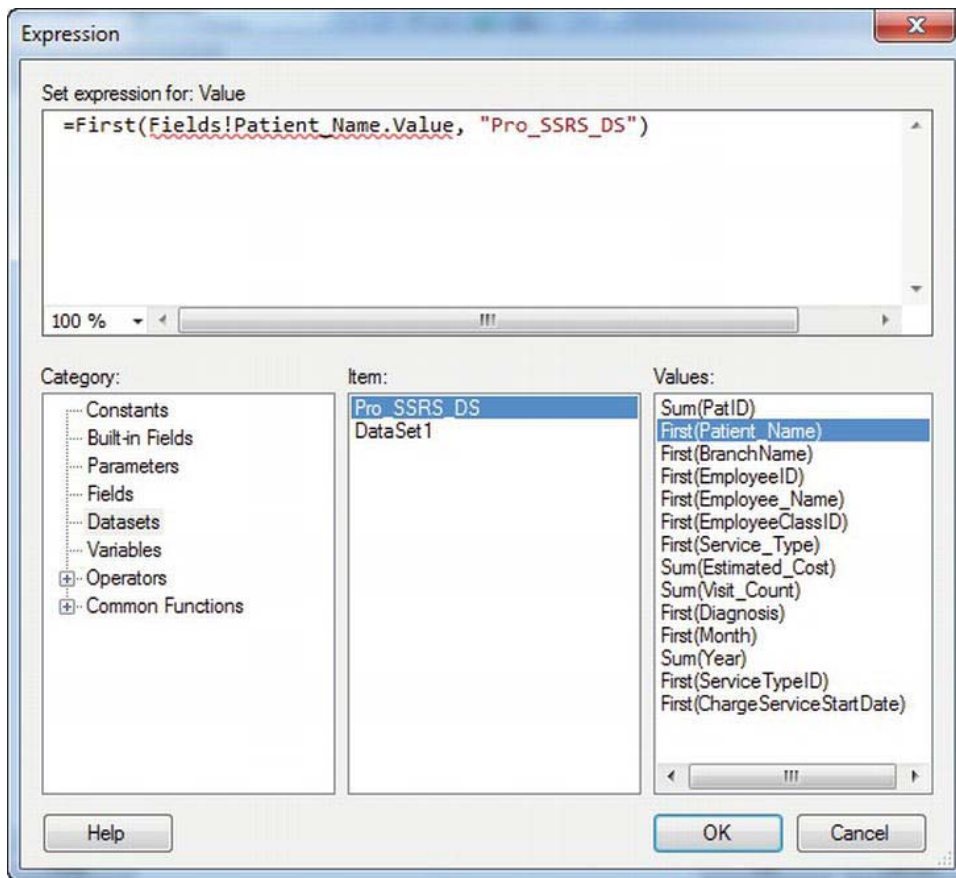 Expression
Set expression for: Value
=First(Fields!Patient_Name.Value, "Pro_SSRS_DS")
100 %
Category:
Constants
Built-in Fields
Parameters
Fields
Datasets
Variables
Operators
Common Functions
Item:
Pro_SSRS_DS
DataSet1
Values:
Sum(PatID)
First(Patient_Name)
First(BranchName)
First(EmployeeID)
First(Employee_Name)
First(EmployeeClassID)
First(Service_Type)
Sum(Estimated_Cost)
Sum(Visit_Count)
First(Diagnosis)
First(Month)
Sum(Year)
First(ServiceTypeID)
First(ChargeServiceStartDate)
Help
OK
Cancel